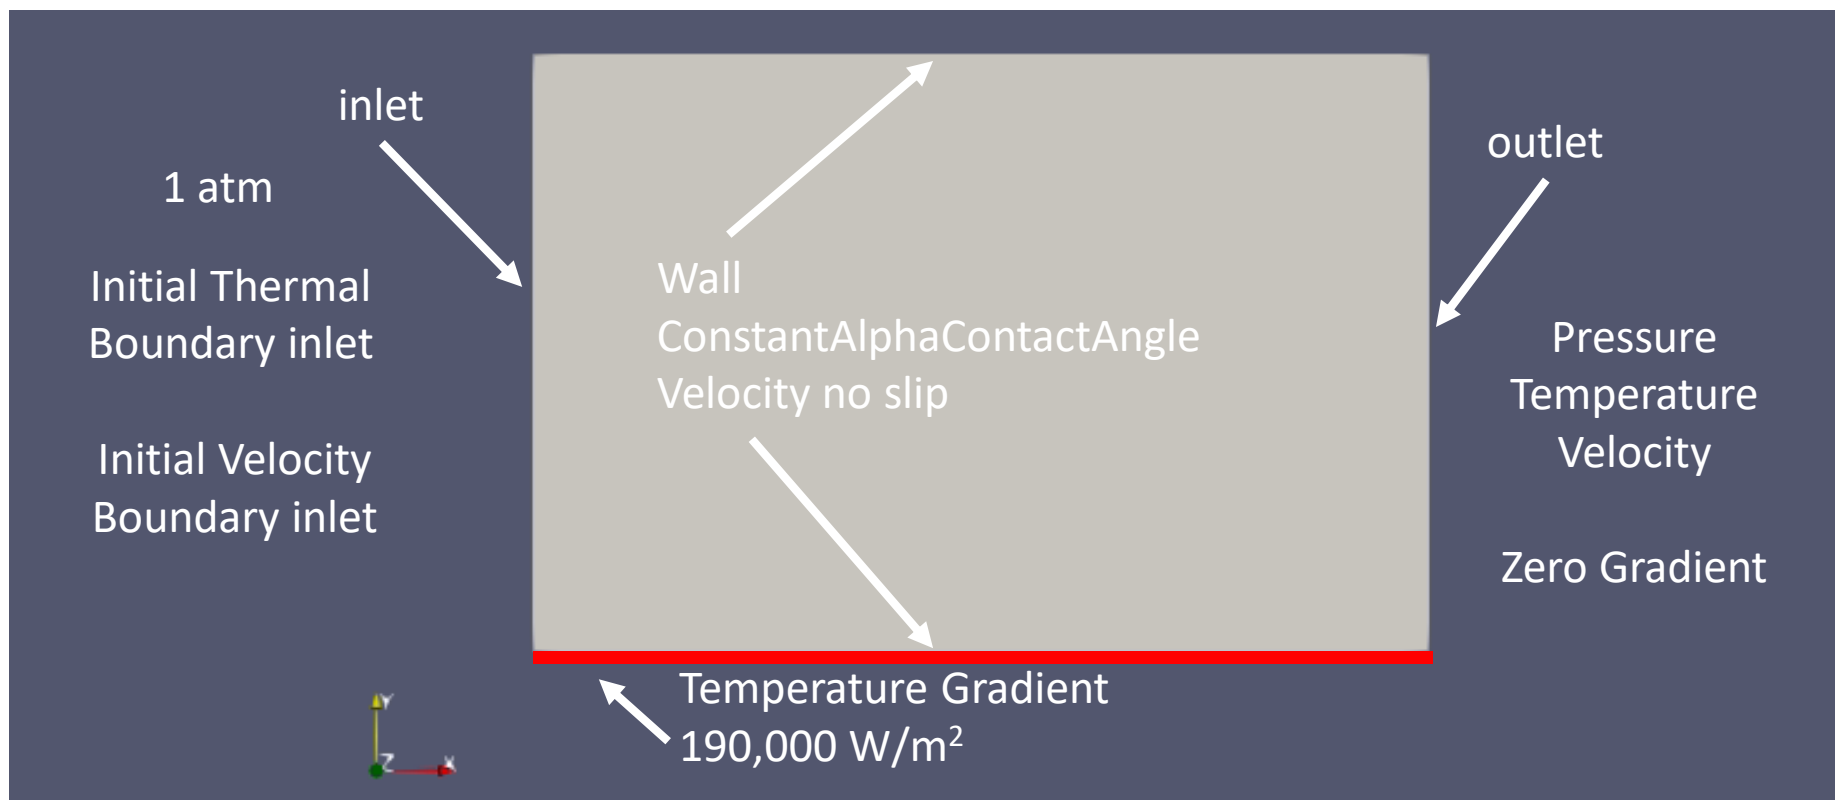 inlet
1 atm
Initial Thermal
Boundary inlet
Initial Velocity
Boundary inlet
Wall
ConstantAlphaContactAngle
Velocity no slip
outlet
Pressure
Temperature
Velocity
Zero Gradient
Temperature Gradient
190,000 W/m²
Y
Z
X